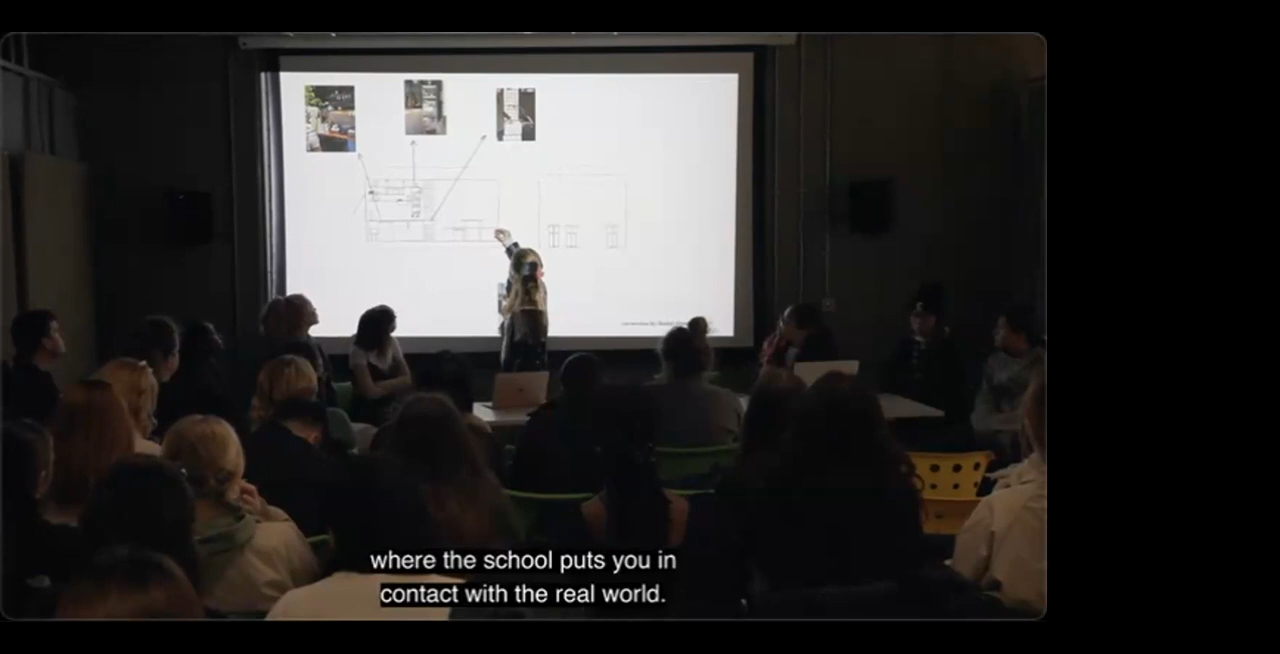 where the school puts you in
contact with the real world.